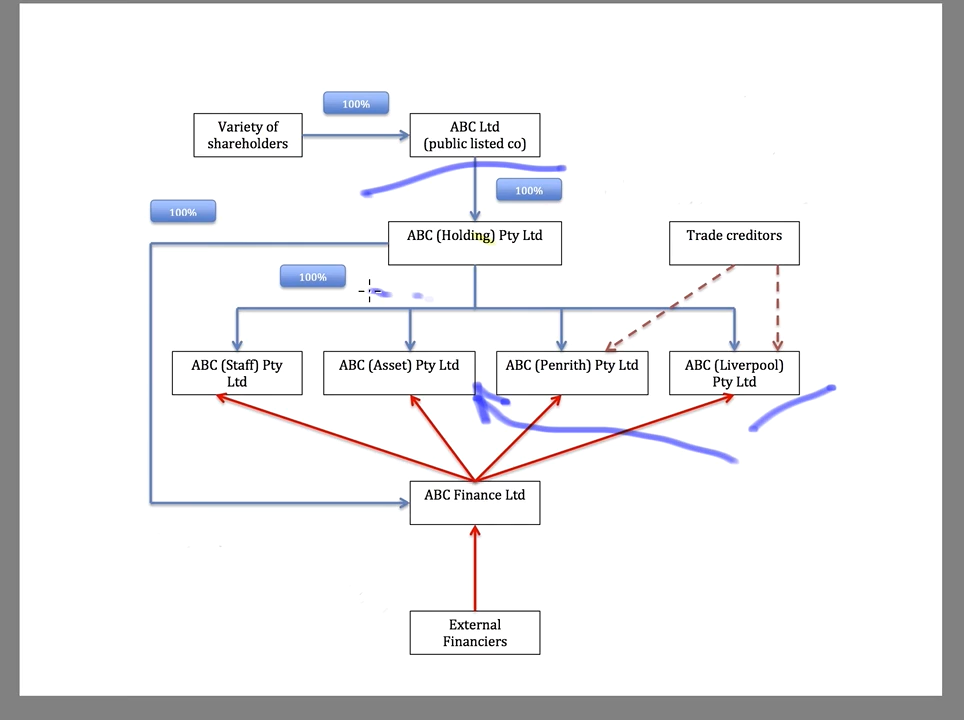 100%
Variety of
shareholders
ABC Ltd
(public listed co)
100%
100%
ABC (Holding) Pty Ltd
Trade creditors
100%
ABC (Staff) Pty
Ltd
ABC (Asset) Pty Ltd
ABC (Penrith) Pty Ltd
ABC (Liverpool)
Pty Ltd
ABC Finance Ltd
External
Financiers